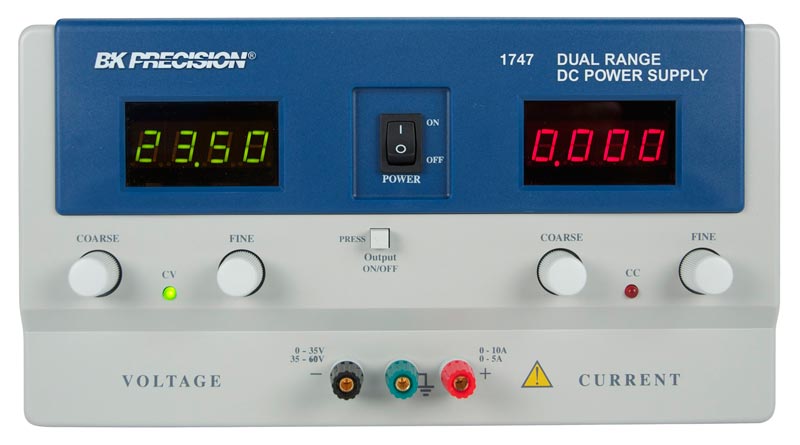 BK PRECISION®
1747 DUAL RANGE
DC POWER SUPPLY
23.50
I
O
ON
OFF
POWER
0.000
COARSE
FINE
CV
PRESS
Output
ON/OFF
COARSE
FINE
CC
VOLTAGE
0 - 35V
35 - 60V
−
+
0 - 10A
0 - 5A
CURRENT